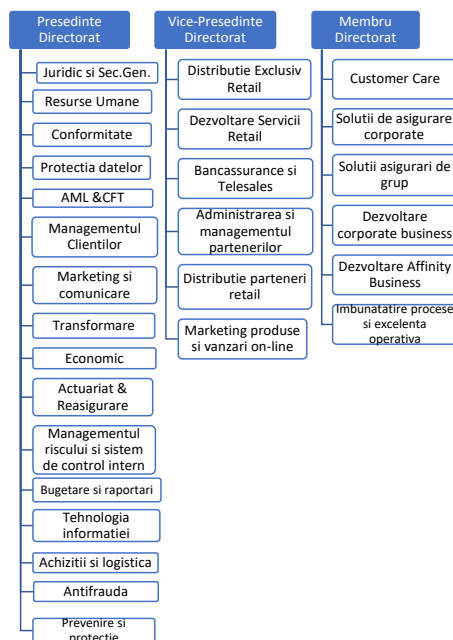 Presedinte
Directorat
Juridic si Sec.Gen.
Resurse Umane
Conformitate
Protectia datelor
AML &CFT
Managementul
Clientilor
Marketing si
comunicare
Transformare
Economic
Actuariat &
Reasigurare
Managementul
riscului si sistem
de control intern
Bugetare si raportari
Tehnologia
informatiei
Achizitii si logistica
Antifrauda
Prevenire si
protectie
Vice-Presedinte
Directorat
Distributie Exclusiv
Retail
Dezvoltare Servicii
Retail
Bancassurance si
Telesales
Administrarea si
managementul
partenerilor
Distributie parteneri
retail
Marketing produse
si vanzari on-line
Membru
Directorat
Customer Care
Solutii de asigurare
corporate
Solutii asigurari de
grup
Dezvoltare
corporate business
Dezvoltare Affinity
Business
Imbunatatire procese
si excelenta
operativa